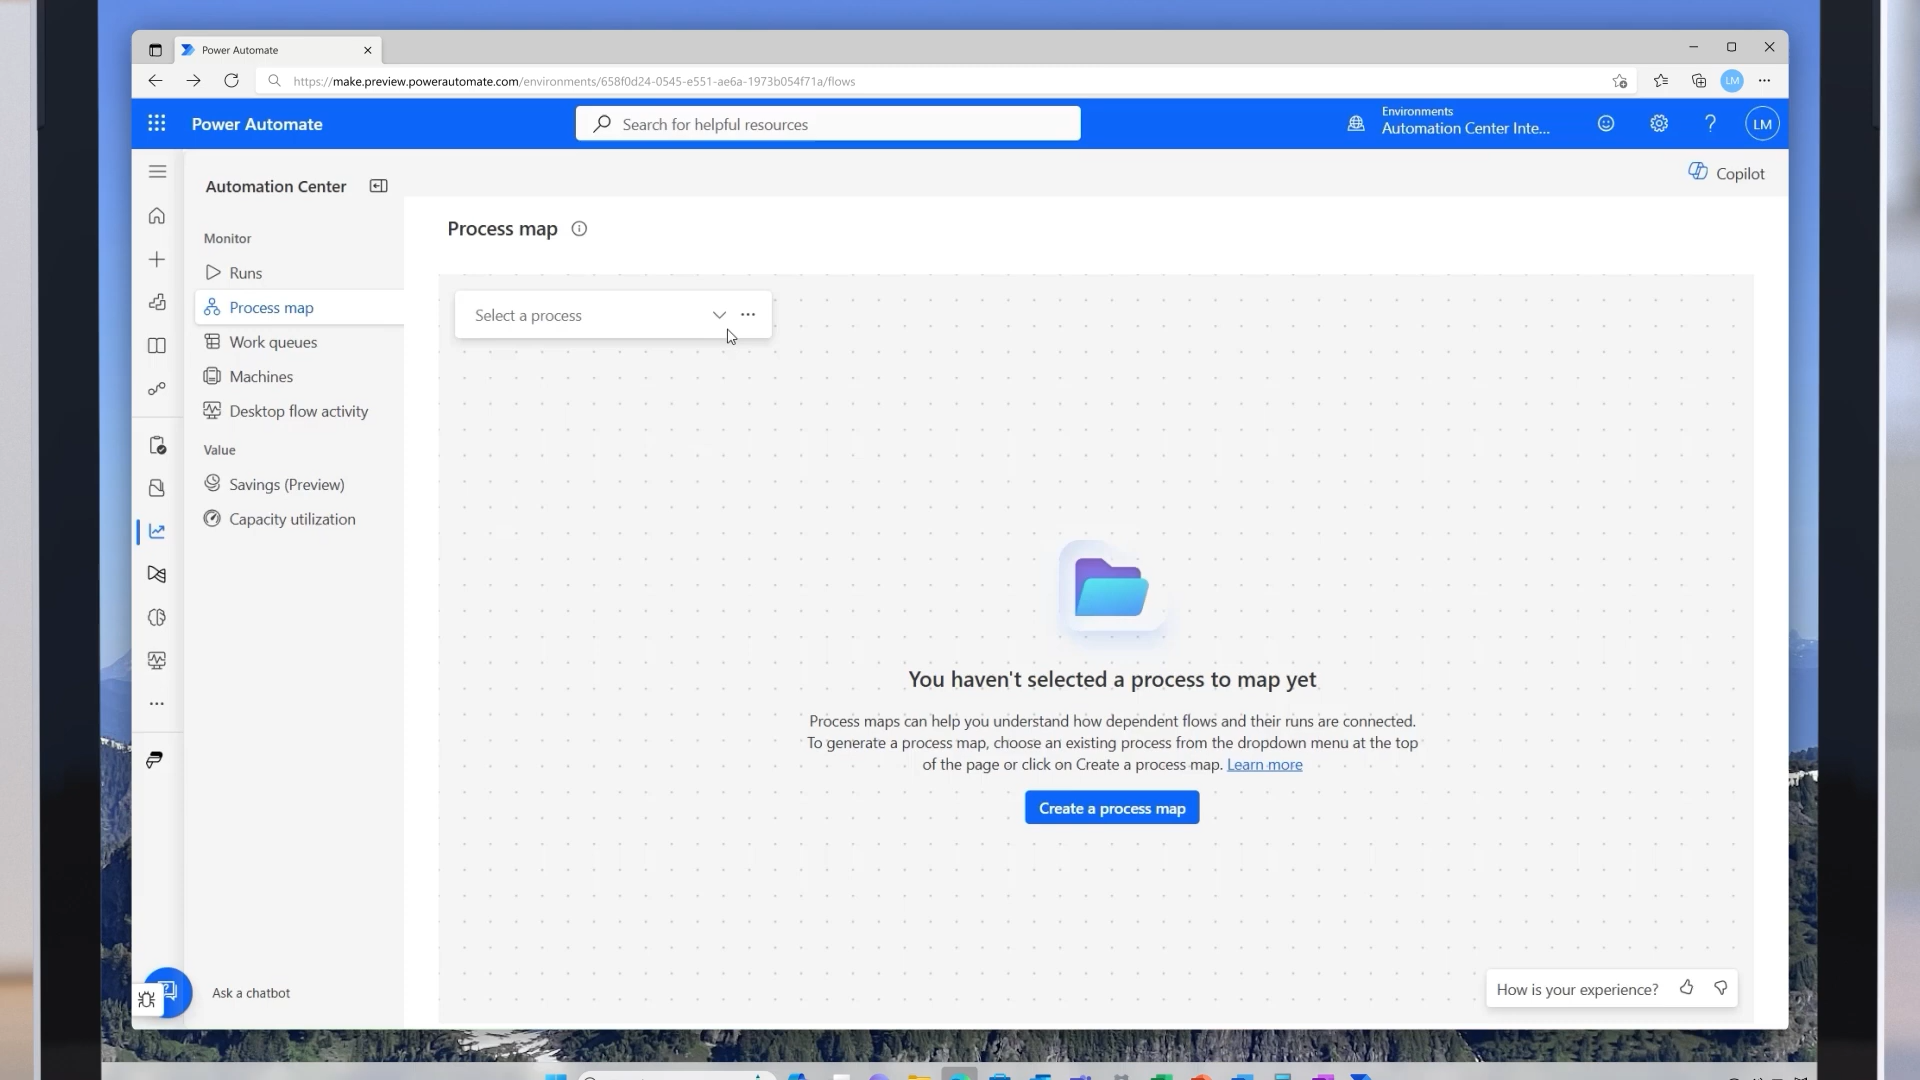 Power Automate
https://make.preview.powerautomate.com/environments/658f0d24-0545-e551-ae6a-1973b054f71a/flows
LM
Power Automate
Search for helpful resources
Environments
Automation Center Inte...
LM
Automation Center
Copilot
Monitor
Runs
Process map
Work queues
Machines
Desktop flow activity
Value
Savings (Preview)
Capacity utilization
Process map
Select a process
You haven't selected a process to map yet
Process maps can help you understand how dependent flows and their runs are connected.
To generate a process map, choose an existing process from the dropdown menu at the top
of the page or click on Create a process map. Learn more
Create a process map
Ask a chatbot
How is your experience?